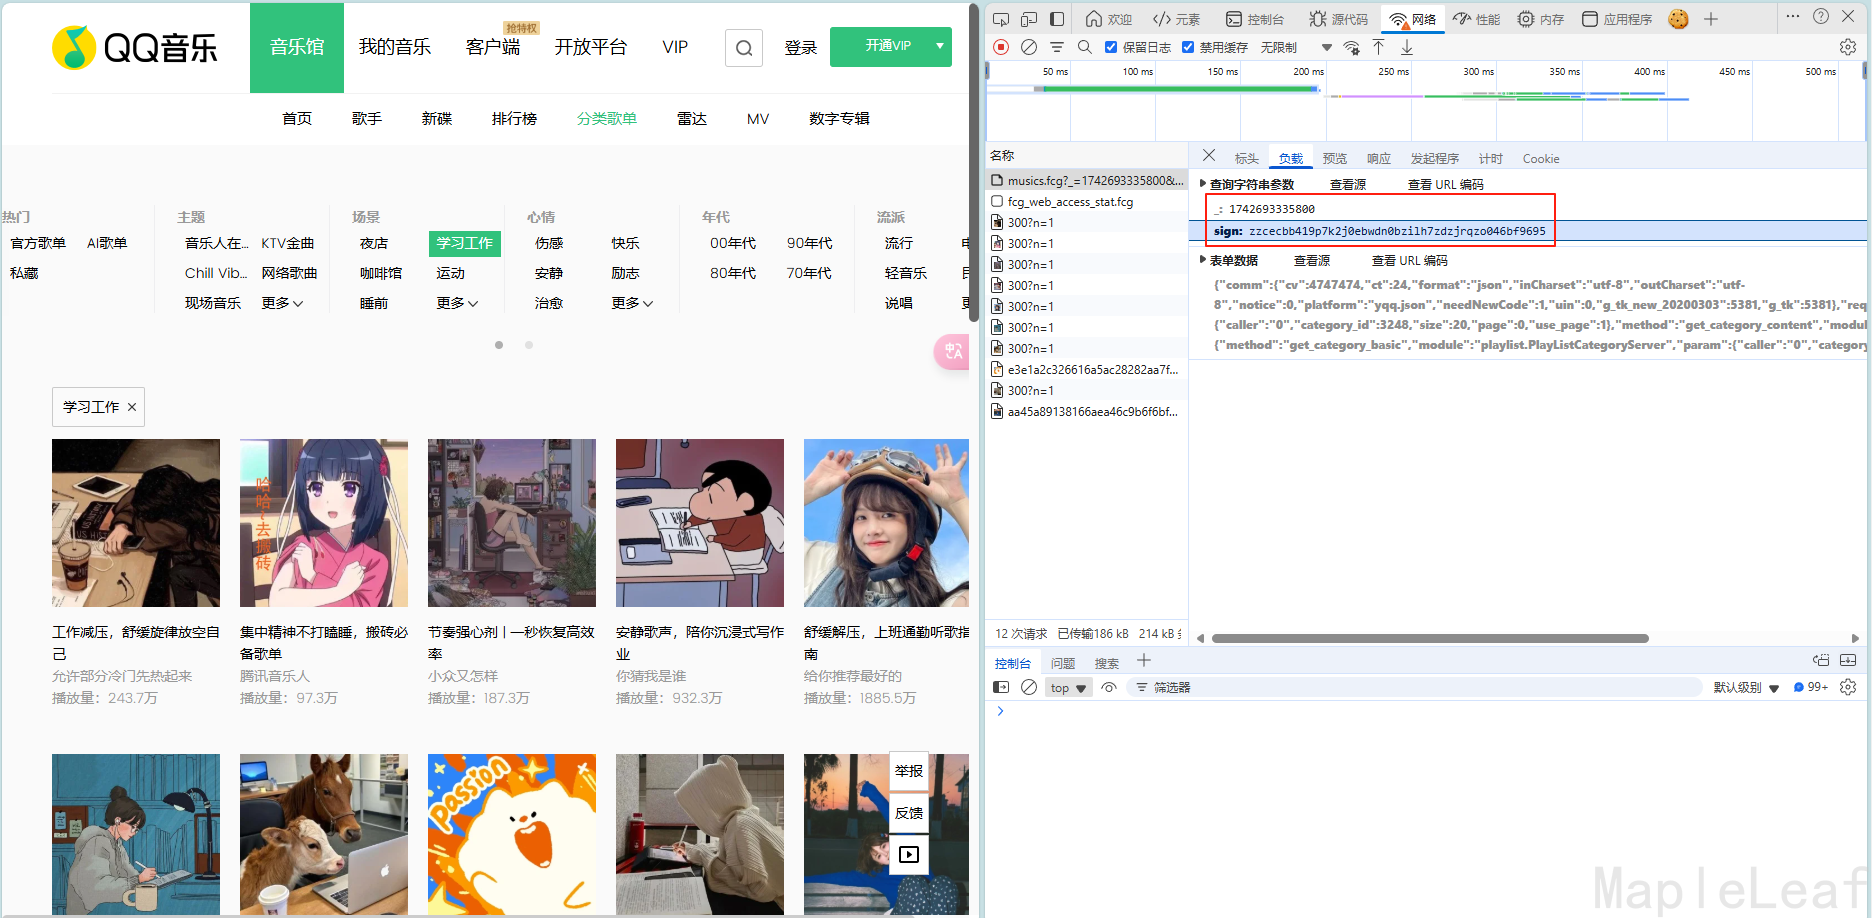 QQ音乐
音乐馆
我的音乐
客户端
抢特权
开放平台
VIP
登录
开通VIP
首页
歌手
新碟
排行榜
分类歌单
雷达
MV
数字专辑
热门
官方歌单
AI歌单
私藏
主题
音乐人在...
KTV金曲
Chill Vib...
网络歌曲
现场音乐
更多
场景
夜店
学习工作
咖啡馆
运动
睡前
更多
心情
伤感
快乐
安静
励志
治愈
更多
年代
00年代
90年代
80年代
70年代
流派
流行
轻音乐
说唱
学习工作 ×
哈哈~去搬砖
工作减压，舒缓旋律放空自
己
允许部分冷门先热起来
播放量：243.7万
集中精神不打瞌睡，搬砖必
备歌单
腾讯音乐人
播放量：97.3万
节奏强心剂丨一秒恢复高效
率
小众又怎样
播放量：187.3万
安静歌声，陪你沉浸式写作
业
你猜我是谁
播放量：932.3万
舒缓解压，上班通勤听歌指
南
给你推荐最好的
播放量：1885.5万
passion
举报
反馈
欢迎
元素
控制台
源代码
网络
性能
内存
应用程序
保留日志
禁用缓存
无限制
50 ms
100 ms
150 ms
200 ms
250 ms
300 ms
350 ms
400 ms
450 ms
500 ms
名称
musics.fcg?_=1742693335800&...
fcg_web_access_stat.fcg
300?n=1
300?n=1
300?n=1
300?n=1
300?n=1
300?n=1
300?n=1
e3e1a2c326616a5ac28282aa7f...
300?n=1
aa45a89138166aea46c9b6f6bf...
12 次请求
已传输186 kB
214 kB
标头
负载
预览
响应
发起程序
计时
Cookie
查询字符串参数
查看源
查看 URL 编码
_: 1742693335800
sign: zzcecbb419p7k2j0ebwdn0bzilh7zdzjrqzo046bf9695
表单数据
查看源
查看 URL 编码
{"comm":{"cv":4747474,"ct":24,"format":"json","inCharset":"utf-8","outCharset":"utf-
8","notice":0,"platform":"yqq.json","needNewCode":1,"uin":0,"g_tk_new_20200303":5381,"g_tk":5381},"req
{"caller":"0","category_id":3248,"size":20,"page":0,"use_page":1},"method":"get_category_content","modul
{"method":"get_category_basic","module":"playlist.PlayListCategoryServer","param":{"caller":"0","category
控制台
问题
搜索
top
筛选器
默认级别
99+
MapleLeaf